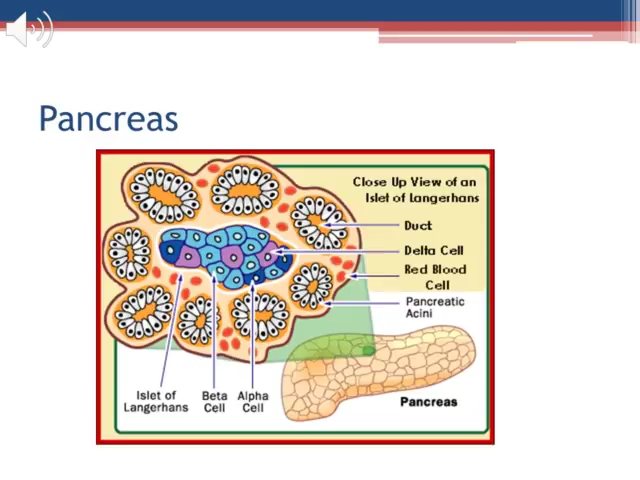 Pancreas
Close Up View of an
Islet of Langerhans
Duct
Delta Cell
Red Blood
Cell
Pancreatic
Acini
Islet of
Langerhans
Beta
Cell
Alpha
Cell
Pancreas